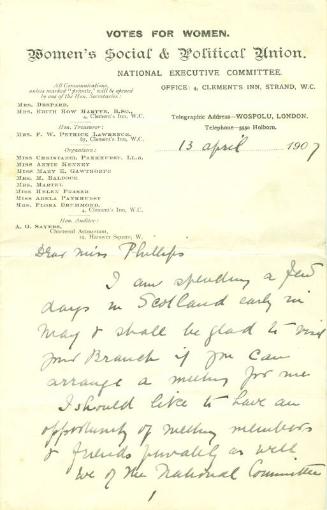 VOTES FOR WOMEN.
Women's Social & Political Union.
NATIONAL EXECUTIVE COMMITTEE.
All Communications,
unless marked "private," will be opened
by one of the Hon. Secretaries:
MRS. DESPARD.
MRS. EDITH HOW MARTYN, B.Sc.,
4, Clement's Inn, W.C.
Hon. Treasurer:
MRS. F. W. PETHICK LAWRENCE,
Clement's Inn, W.C.
Organisers:
MISS CHRISTABEL PANKHURST, LL.B.
MISS ANNIE KENNEY
MISS MARY E. GAWTHORPE
MRS. M. BALDOCK
MRS. MARTEL
MISS HELEN FRASER
MISS ADELA PANKHURST
MRS. FLORA DRUMMOND,
4, Clement's Inn, W.C.
Hon. Auditor:
A. G. SAYERS,
Chartered Accountant,
Hanover Square, W.
OFFICE: 4, CLEMENT'S INN, STRAND, W.C.
Telegraphic Address—WOSPOLU, LONDON.
Telephone—5550 Holborn.
13 april 1907
Dear Miss Phillips
I am spending a few
days in Scotland early in
May & shall be glad to visit
your Branch if you can
arrange a meeting for me
I should like to have an
opportunity of meeting members
& friends privately as well
We of the National Committee
1